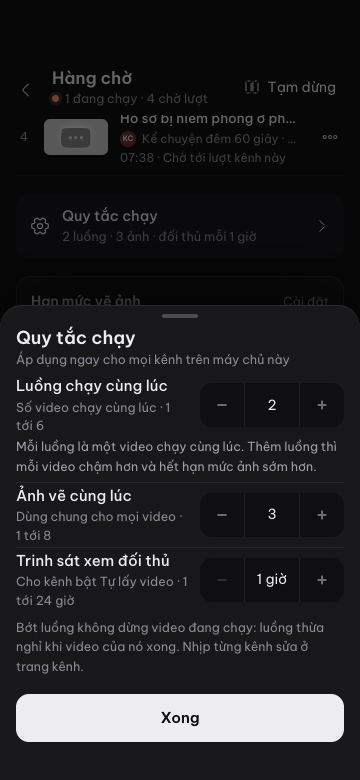 Hàng chờ
1 đang chạy · 4 chờ lượt
Tạm dừng
4
Hồ sơ bị niêm phong ở ph...
KC Kể chuyện đêm 60 giây · ...
07:38 · Chờ tới lượt kênh này
Quy tắc chạy
2 luồng · 3 ảnh · đối thủ mỗi 1 giờ
Hạn mức vẽ ảnh
Cài đặt
Quy tắc chạy
Áp dụng ngay cho mọi kênh trên máy chủ này
Luồng chạy cùng lúc
Số video chạy cùng lúc · 1
tới 6
− 2 +
Mỗi luồng là một video chạy cùng lúc. Thêm luồng thì
mỗi video chậm hơn và hết hạn mức ảnh sớm hơn.
Ảnh vẽ cùng lúc
Dùng chung cho mọi video ·
1 tới 8
− 3 +
Trinh sát xem đối thủ
Cho kênh bật Tự lấy video · 1
tới 24 giờ
− 1 giờ +
Bớt luồng không dừng video đang chạy: luồng thừa
nghỉ khi video của nó xong. Nhịp từng kênh sửa ở
trang kênh.
Xong